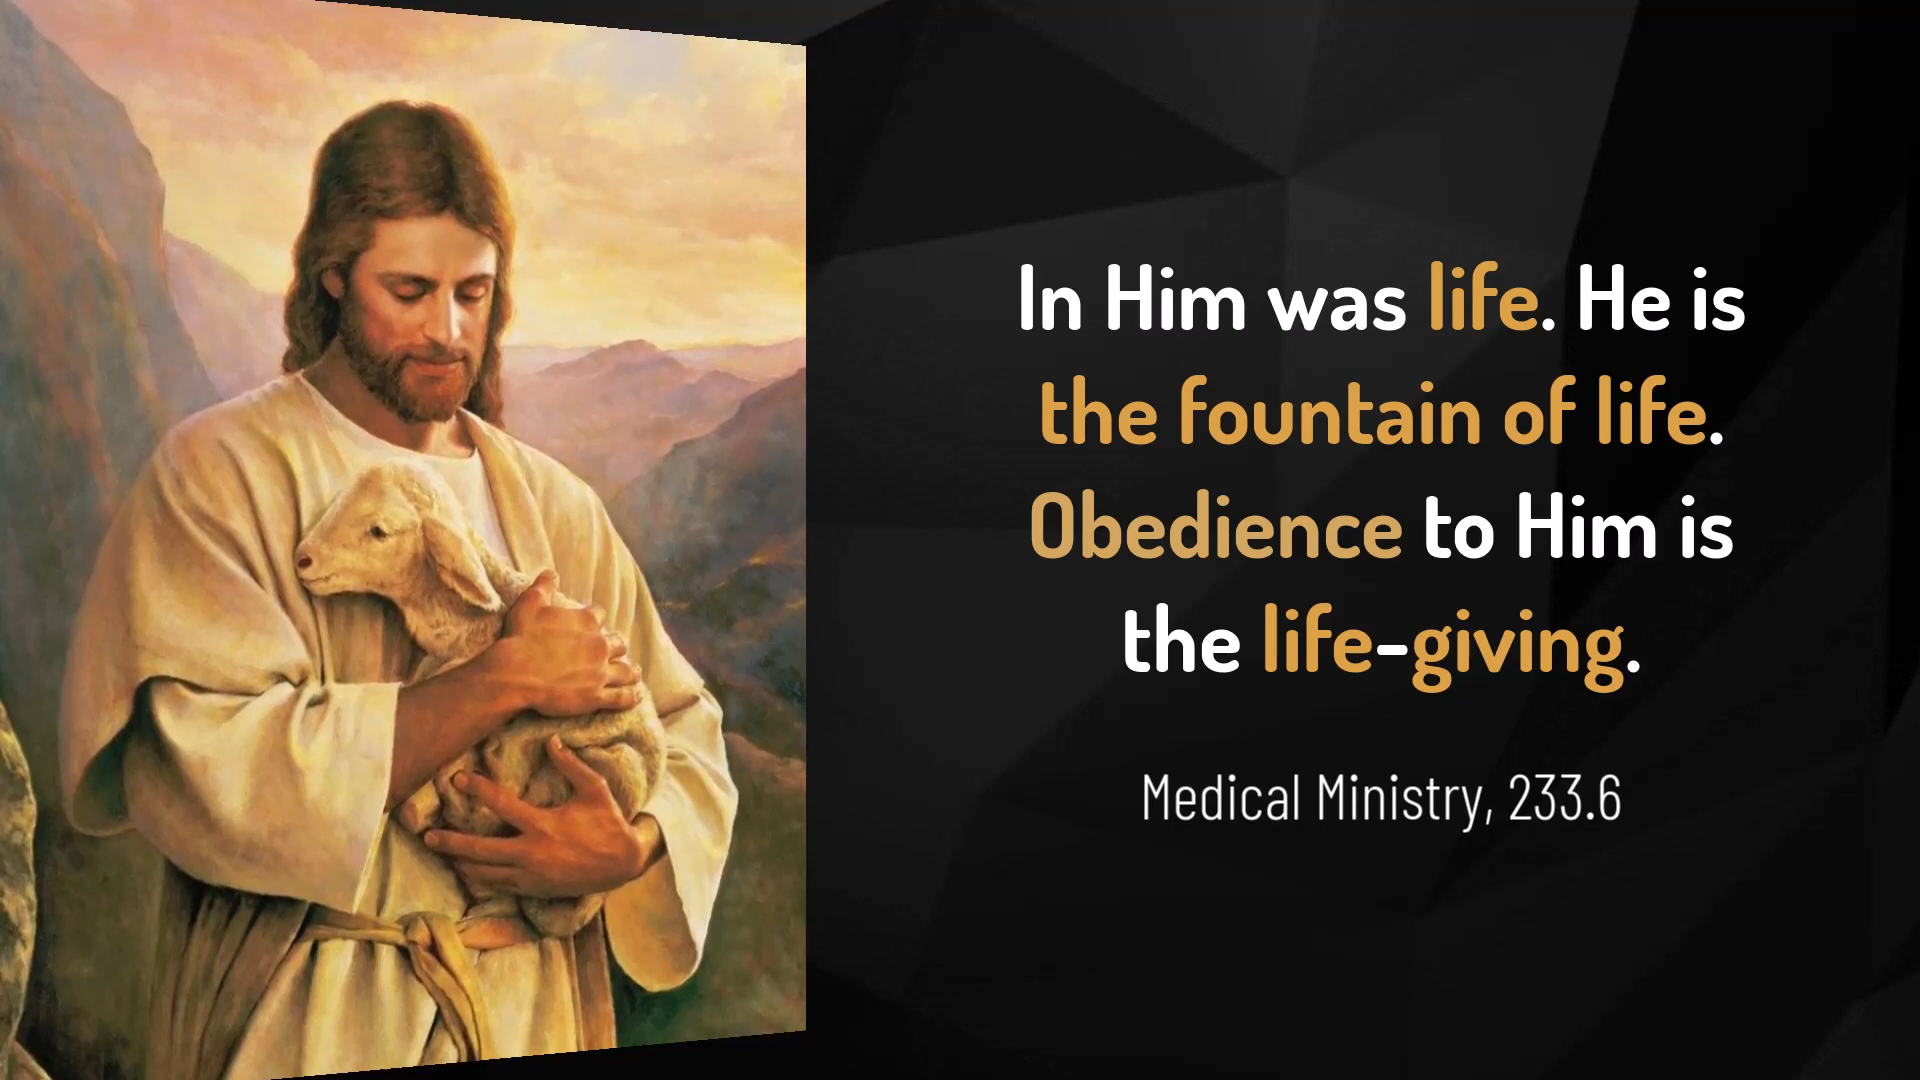 In Him was life. He is
the fountain of life.
Obedience to Him is
the life-giving.
Medical Ministry, 233.6